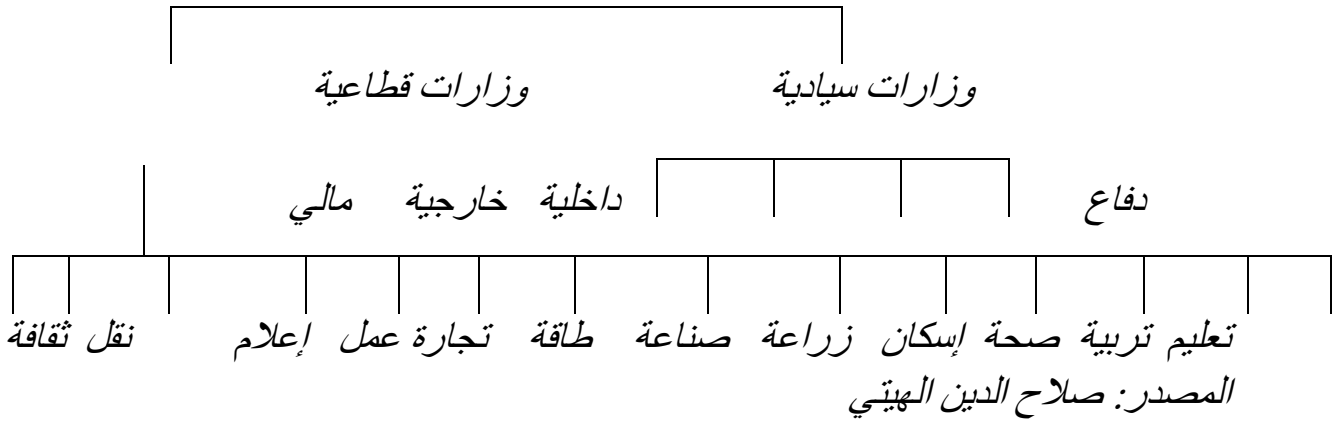 وزارات سيادية وزارات قطاعية
دفاع داخلية خارجية مالي
تعليم تربية صحة إسكان زراعة صناعة طاقة تجارة عمل إعلام نقل ثقافة
المصدر: صلاح الدين الهيتي